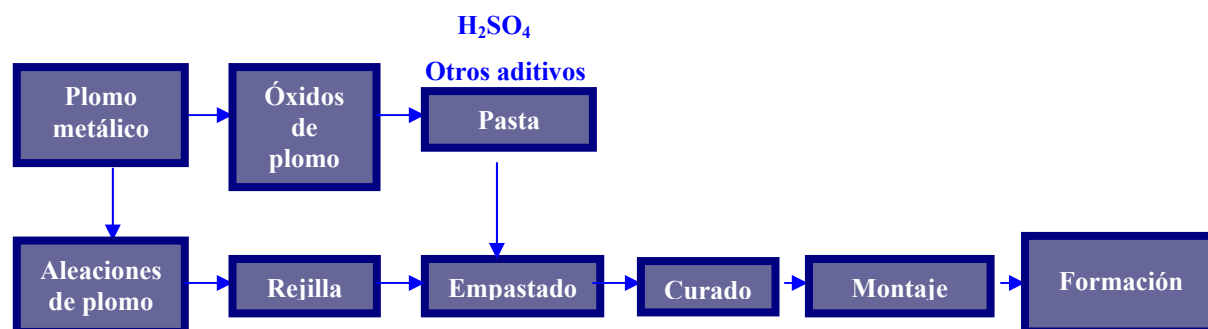 H₂SO₄
Otros aditivos
Plomo
metálico
Óxidos
de
plomo
Pasta
Aleaciones
de plomo
Rejilla
Empastado
Curado
Montaje
Formación